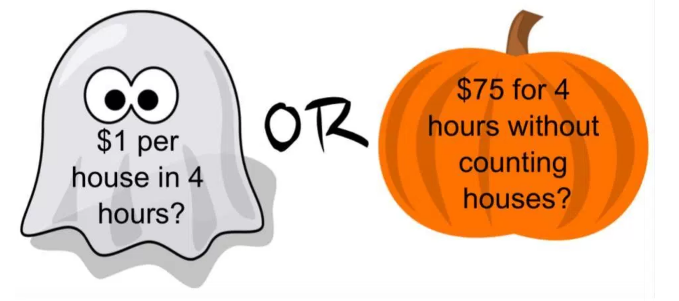 $1 per
house in 4
hours?
OR
$75 for 4
hours without
counting
houses?